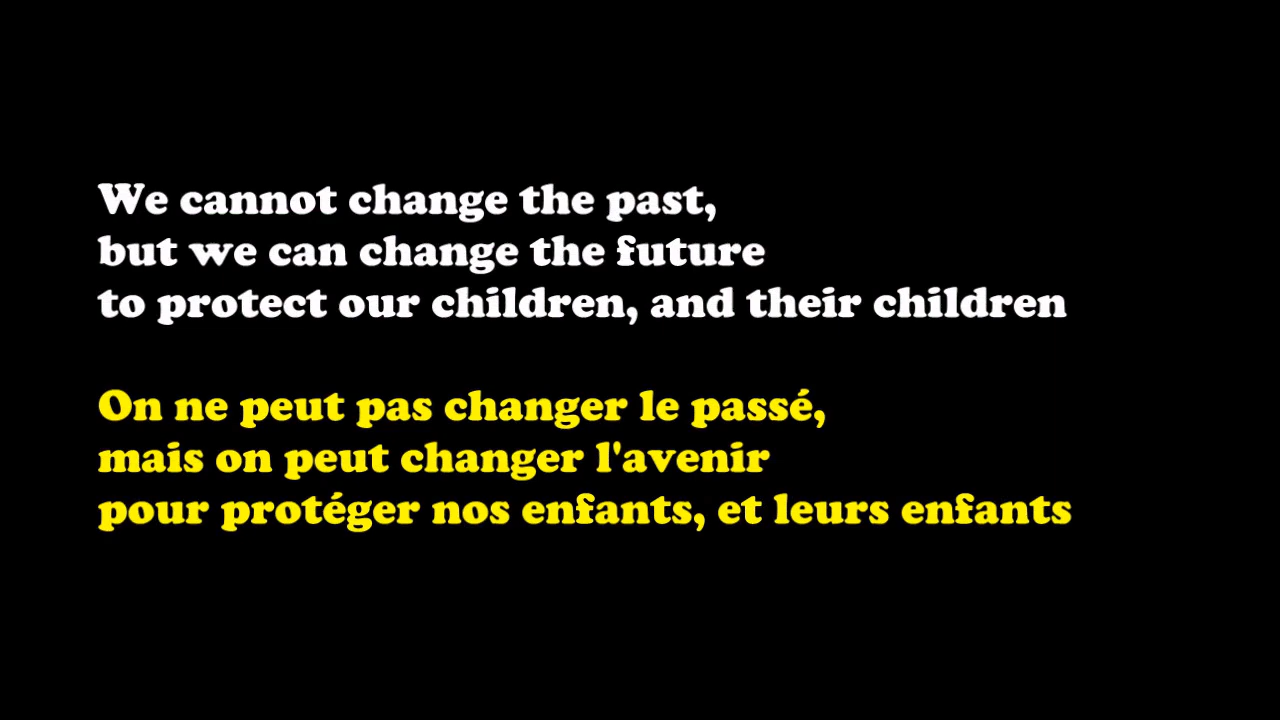 We cannot change the past,
but we can change the future
to protect our children, and their children
On ne peut pas changer le passé,
mais on peut changer l'avenir
pour protéger nos enfants, et leurs enfants